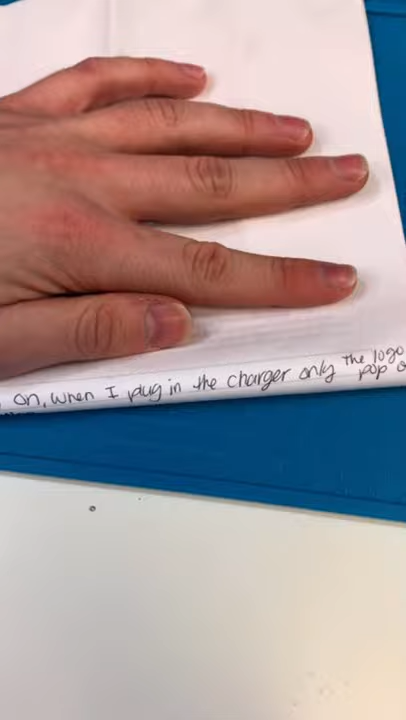 on, when I plug in the charger only the logo
pop